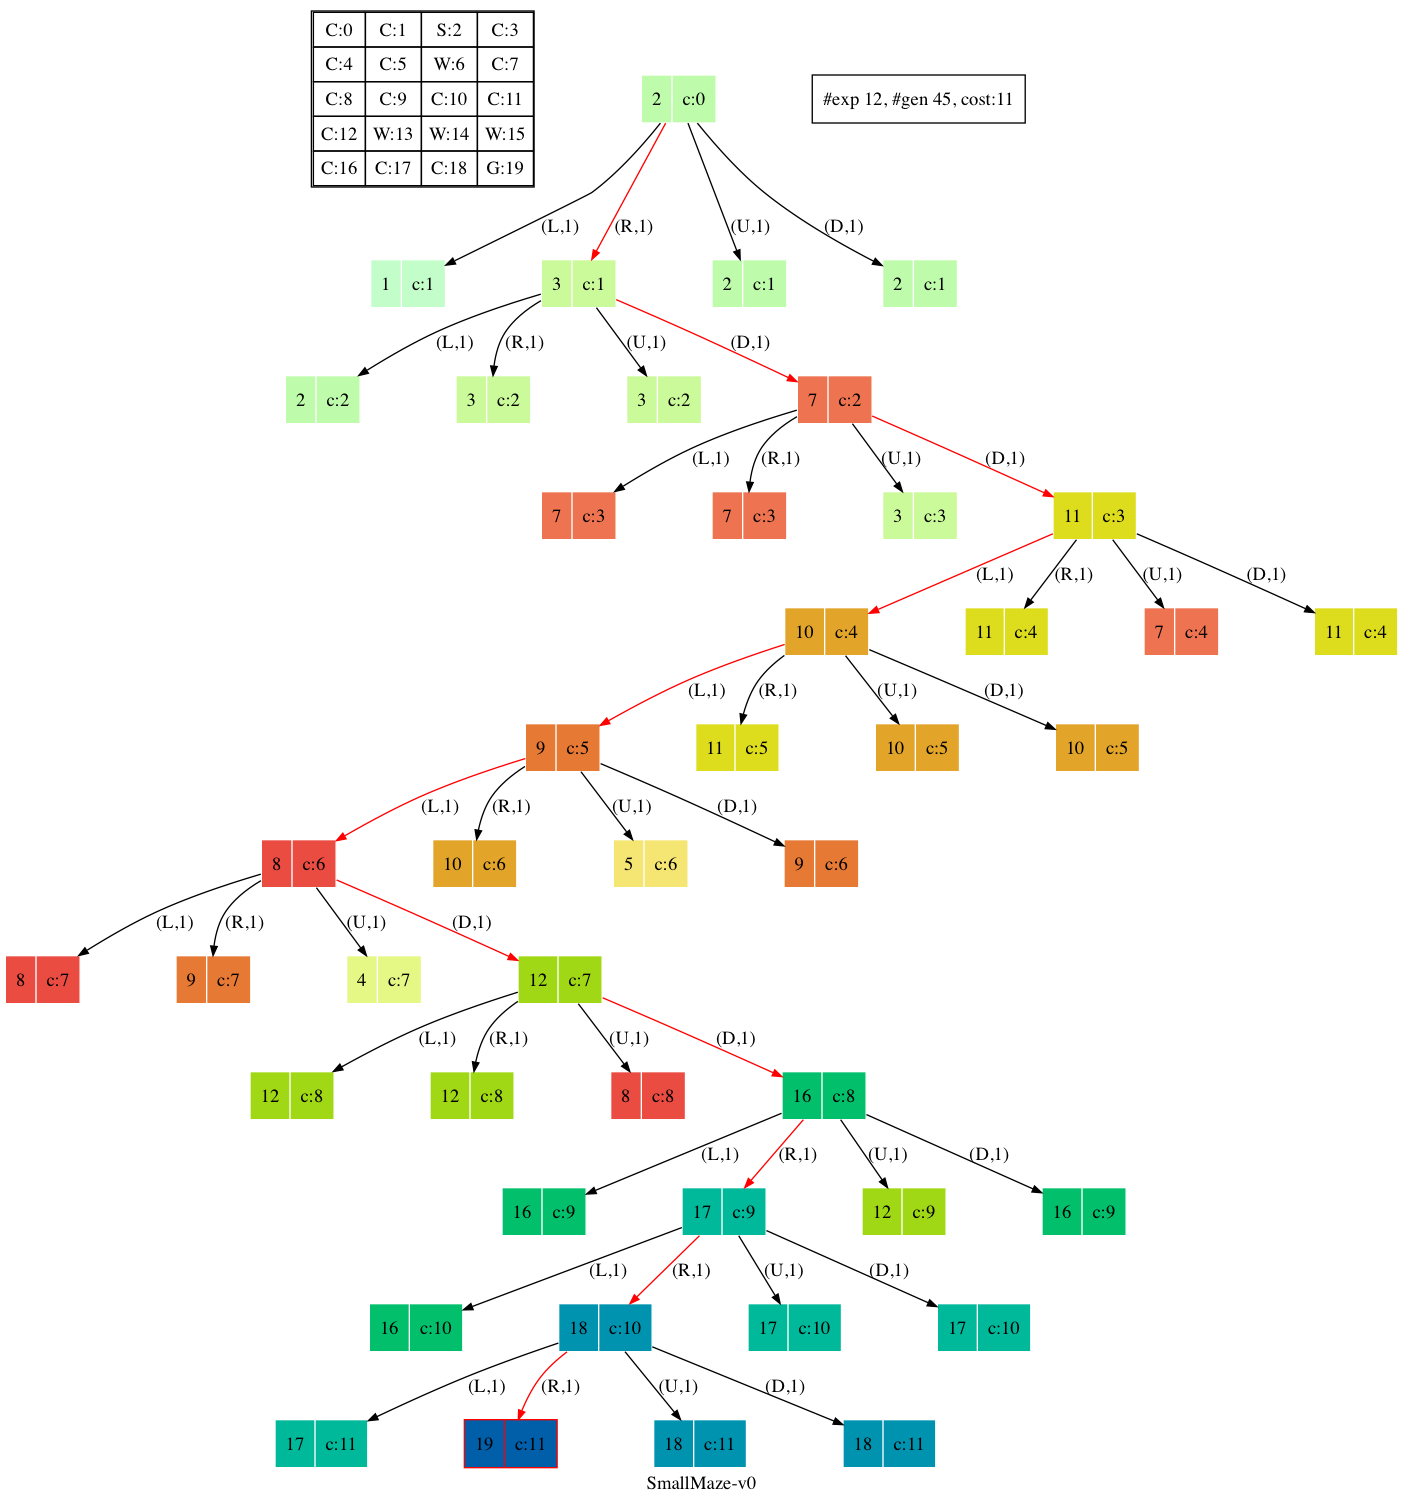 C:0 C:1 S:2 C:3
C:4 C:5 W:6 C:7
C:8 C:9 C:10 C:11
C:12 W:13 W:14 W:15
C:16 C:17 C:18 G:19
2 c:0
#exp 12, #gen 45, cost:11
(L,1) (R,1) (U,1) (D,1)
1 c:1 3 c:1 2 c:1 2 c:1
(L,1) (R,1) (U,1) (D,1)
2 c:2 3 c:2 3 c:2 7 c:2
(L,1) (R,1) (U,1) (D,1)
7 c:3 7 c:3 3 c:3 11 c:3
(L,1) (R,1) (U,1) (D,1)
10 c:4 11 c:4 7 c:4 11 c:4
(L,1) (R,1) (U,1) (D,1)
9 c:5 11 c:5 10 c:5 10 c:5
(L,1) (R,1) (U,1) (D,1)
8 c:6 10 c:6 5 c:6 9 c:6
(L,1) (R,1) (U,1) (D,1)
8 c:7 9 c:7 4 c:7 12 c:7
(L,1) (R,1) (U,1) (D,1)
12 c:8 12 c:8 8 c:8 16 c:8
(L,1) (R,1) (U,1) (D,1)
16 c:9 17 c:9 12 c:9 16 c:9
(L,1) (R,1) (U,1) (D,1)
16 c:10 18 c:10 17 c:10 17 c:10
(L,1) (R,1) (U,1) (D,1)
17 c:11 19 c:11 18 c:11 18 c:11
SmallMaze-v0